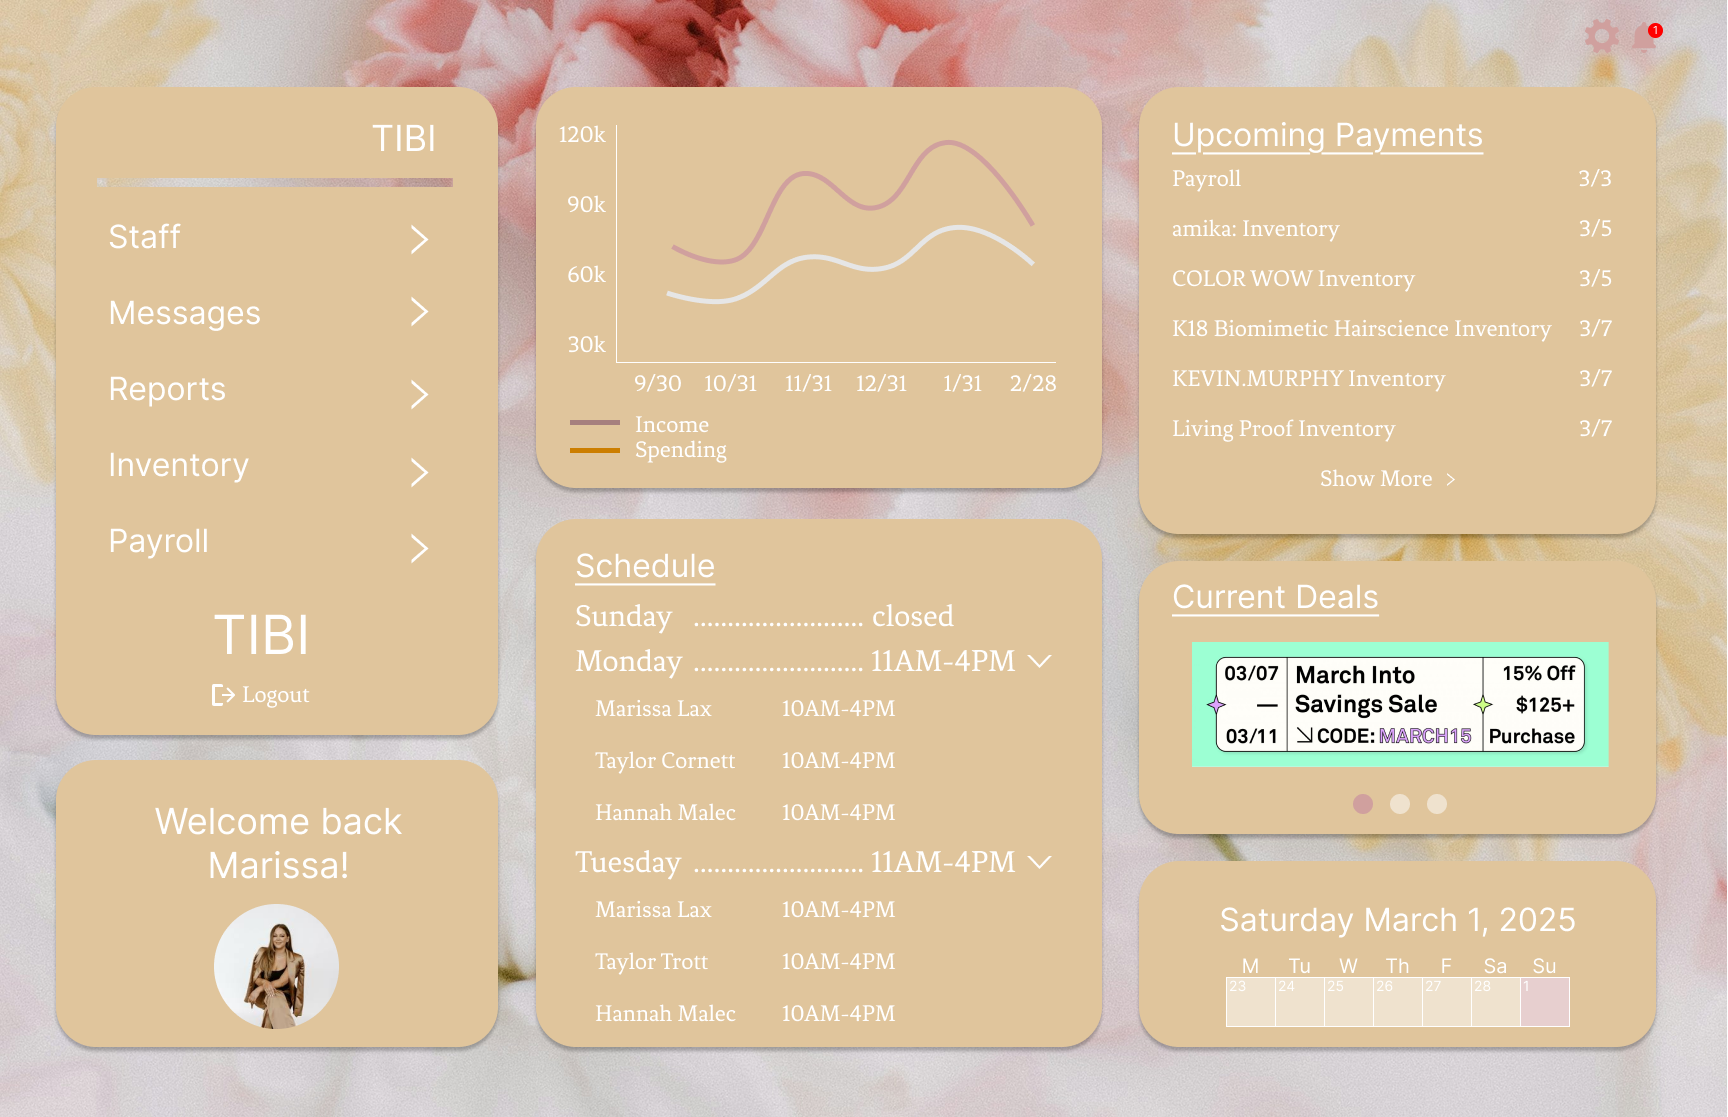 1
TIBI
Staff
Messages
Reports
Inventory
Payroll
TIBI
Logout
Welcome back
Marissa!
120k
90k
60k
30k
9/30 10/31 11/31 12/31 1/31 2/28
Income
Spending
Schedule
Sunday ......................... closed
Monday ......................... 11AM-4PM
Marissa Lax 10AM-4PM
Taylor Cornett 10AM-4PM
Hannah Malec 10AM-4PM
Tuesday ......................... 11AM-4PM
Marissa Lax 10AM-4PM
Taylor Trott 10AM-4PM
Hannah Malec 10AM-4PM
Upcoming Payments
Payroll 3/3
amika: Inventory 3/5
COLOR WOW Inventory 3/5
K18 Biomimetic Hairscience Inventory 3/7
KEVIN.MURPHY Inventory 3/7
Living Proof Inventory 3/7
Show More >
Current Deals
03/07
—
03/11
March Into
Savings Sale
CODE: MARCH15
15% Off
$125+
Purchase
Saturday March 1, 2025
M Tu W Th F Sa Su
23 24 25 26 27 28 1